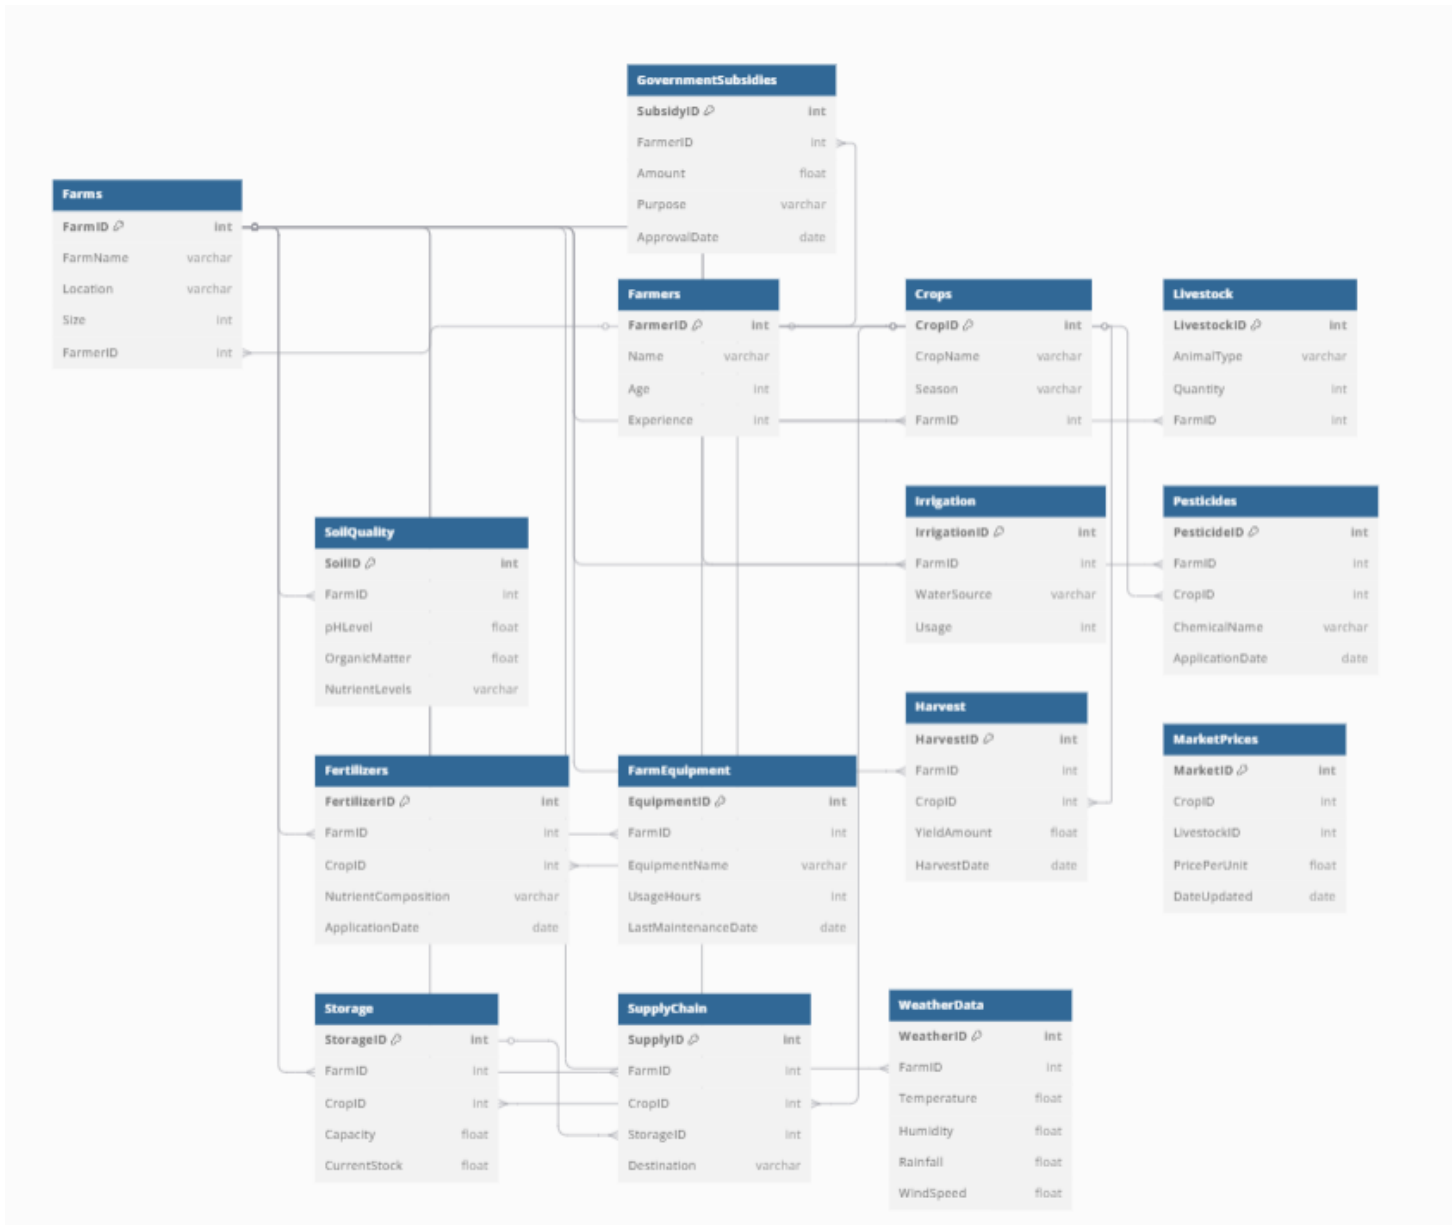 GovernmentSubsidies
SubsidyID int
FarmerID int
Amount float
Purpose varchar
ApprovalDate date
Farms
FarmID int
FarmName varchar
Location varchar
Size int
FarmerID int
Farmers
FarmerID int
Name varchar
Age int
Experience int
Crops
CropID int
CropName varchar
Season varchar
FarmID int
Livestock
LivestockID int
AnimalType varchar
Quantity int
FarmID int
SoilQuality
SoilID int
FarmID int
pHLevel float
OrganicMatter float
NutrientLevels varchar
Irrigation
IrrigationID int
FarmID int
WaterSource varchar
Usage int
Pesticides
PesticideID int
FarmID int
CropID int
ChemicalName varchar
ApplicationDate date
Fertilizers
FertilizerID int
FarmID int
CropID int
NutrientComposition varchar
ApplicationDate date
FarmEquipment
EquipmentID int
FarmID int
EquipmentName varchar
UsageHours int
LastMaintenanceDate date
Harvest
HarvestID int
FarmID int
CropID int
YieldAmount float
HarvestDate date
MarketPrices
MarketID int
CropID int
LivestockID int
PricePerUnit float
DateUpdated date
Storage
StorageID int
FarmID int
CropID int
Capacity float
CurrentStock float
SupplyChain
SupplyID int
FarmID int
CropID int
StorageID int
Destination varchar
WeatherData
WeatherID int
FarmID int
Temperature float
Humidity float
Rainfall float
WindSpeed float